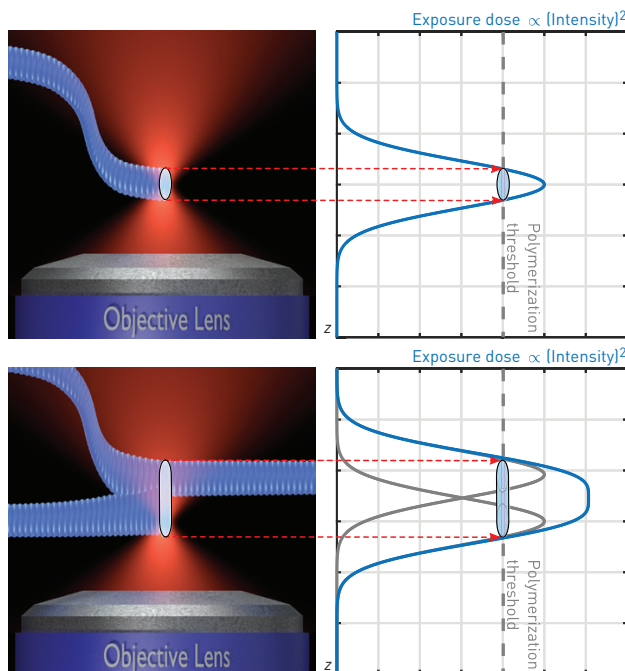 Exposure dose ∝ (Intensity)²
Polymerization
threshold
Objective Lens
z
Exposure dose ∝ (Intensity)²
Polymerization
threshold
Objective Lens
z